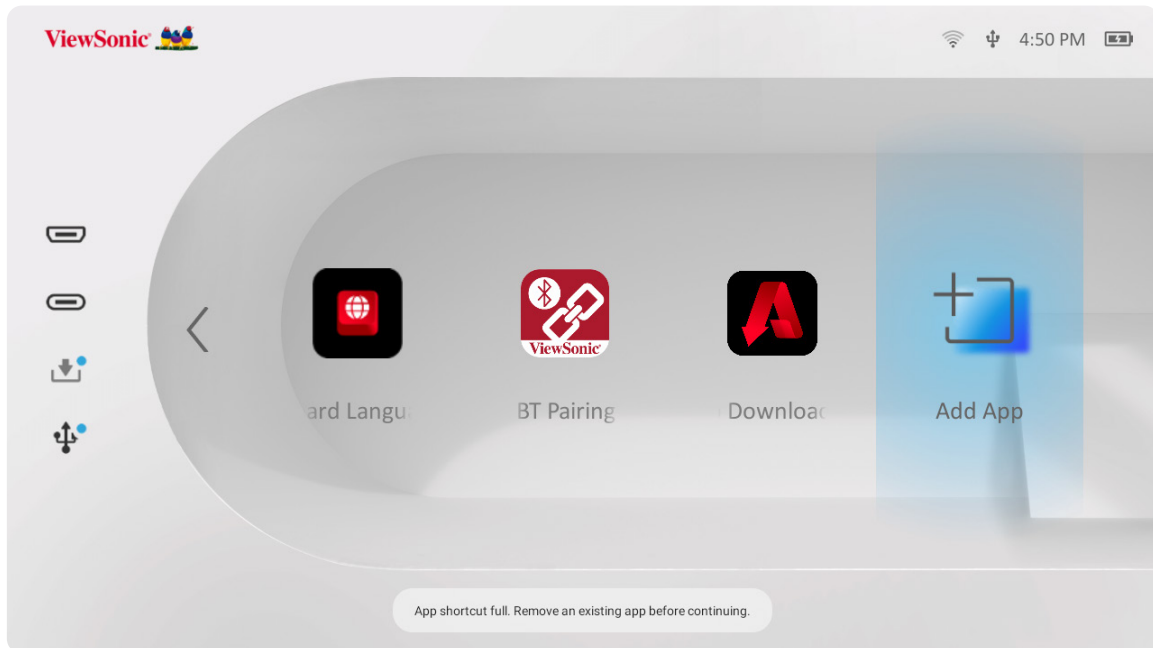 ViewSonic
4:50 PM
ViewSonic
ard Langu
BT Pairing
Download
Add App
App shortcut full. Remove an existing app before continuing.